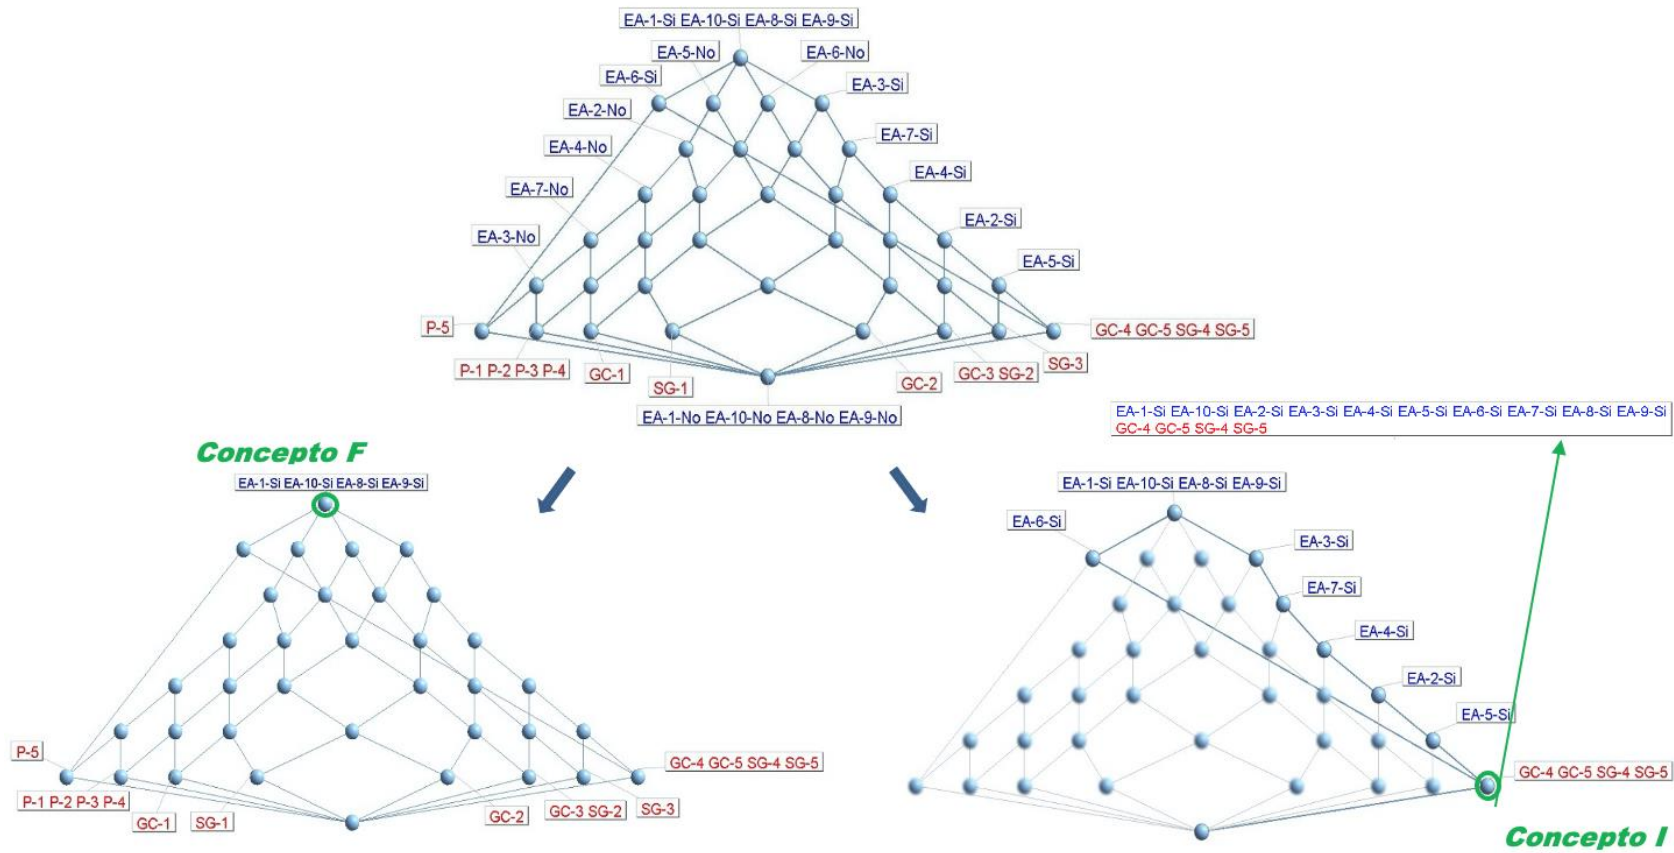 EA-1-Si EA-10-Si EA-8-Si EA-9-Si
EA-5-No
EA-6-No
EA-6-Si
EA-3-Si
EA-2-No
EA-7-Si
EA-4-No
EA-4-Si
EA-7-No
EA-2-Si
EA-3-No
EA-5-Si
P-5
GC-4 GC-5 SG-4 SG-5
P-1 P-2 P-3 P-4
GC-1
SG-1
GC-2
GC-3 SG-2
SG-3
EA-1-No EA-10-No EA-8-No EA-9-No
EA-1-Si EA-10-Si EA-2-Si EA-3-Si EA-4-Si EA-5-Si EA-6-Si EA-7-Si EA-8-Si EA-9-Si
GC-4 GC-5 SG-4 SG-5
Concepto F
EA-1-Si EA-10-Si EA-8-Si EA-9-Si
P-5
GC-4 GC-5 SG-4 SG-5
P-1 P-2 P-3 P-4
GC-1
SG-1
GC-2
GC-3 SG-2
SG-3
EA-1-Si EA-10-Si EA-8-Si EA-9-Si
EA-6-Si
EA-3-Si
EA-7-Si
EA-4-Si
EA-2-Si
EA-5-Si
GC-4 GC-5 SG-4 SG-5
Concepto I